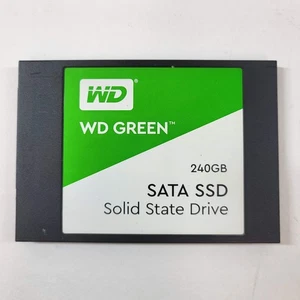 WD
WD GREEN™
240GB
SATA SSD
Solid State Drive